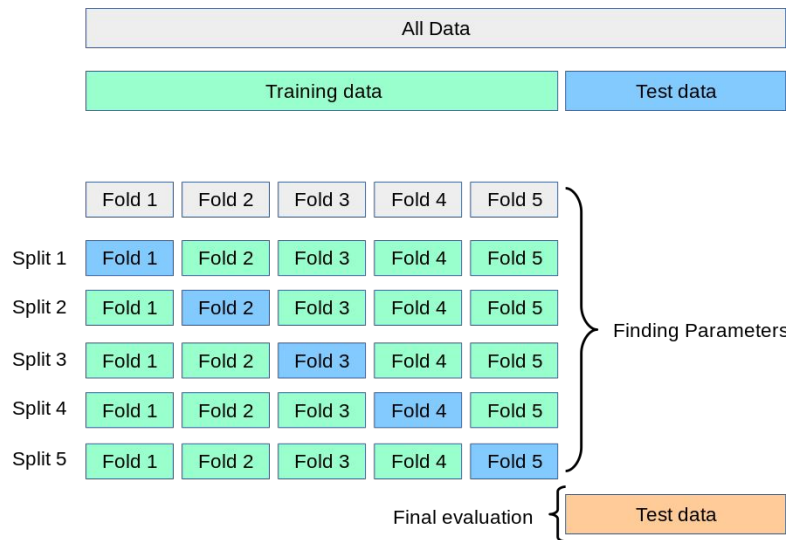 All Data
Training data Test data
Fold 1 Fold 2 Fold 3 Fold 4 Fold 5
Split 1 Fold 1 Fold 2 Fold 3 Fold 4 Fold 5
Split 2 Fold 1 Fold 2 Fold 3 Fold 4 Fold 5
Finding Parameters
Split 3 Fold 1 Fold 2 Fold 3 Fold 4 Fold 5
Split 4 Fold 1 Fold 2 Fold 3 Fold 4 Fold 5
Split 5 Fold 1 Fold 2 Fold 3 Fold 4 Fold 5
Final evaluation Test data